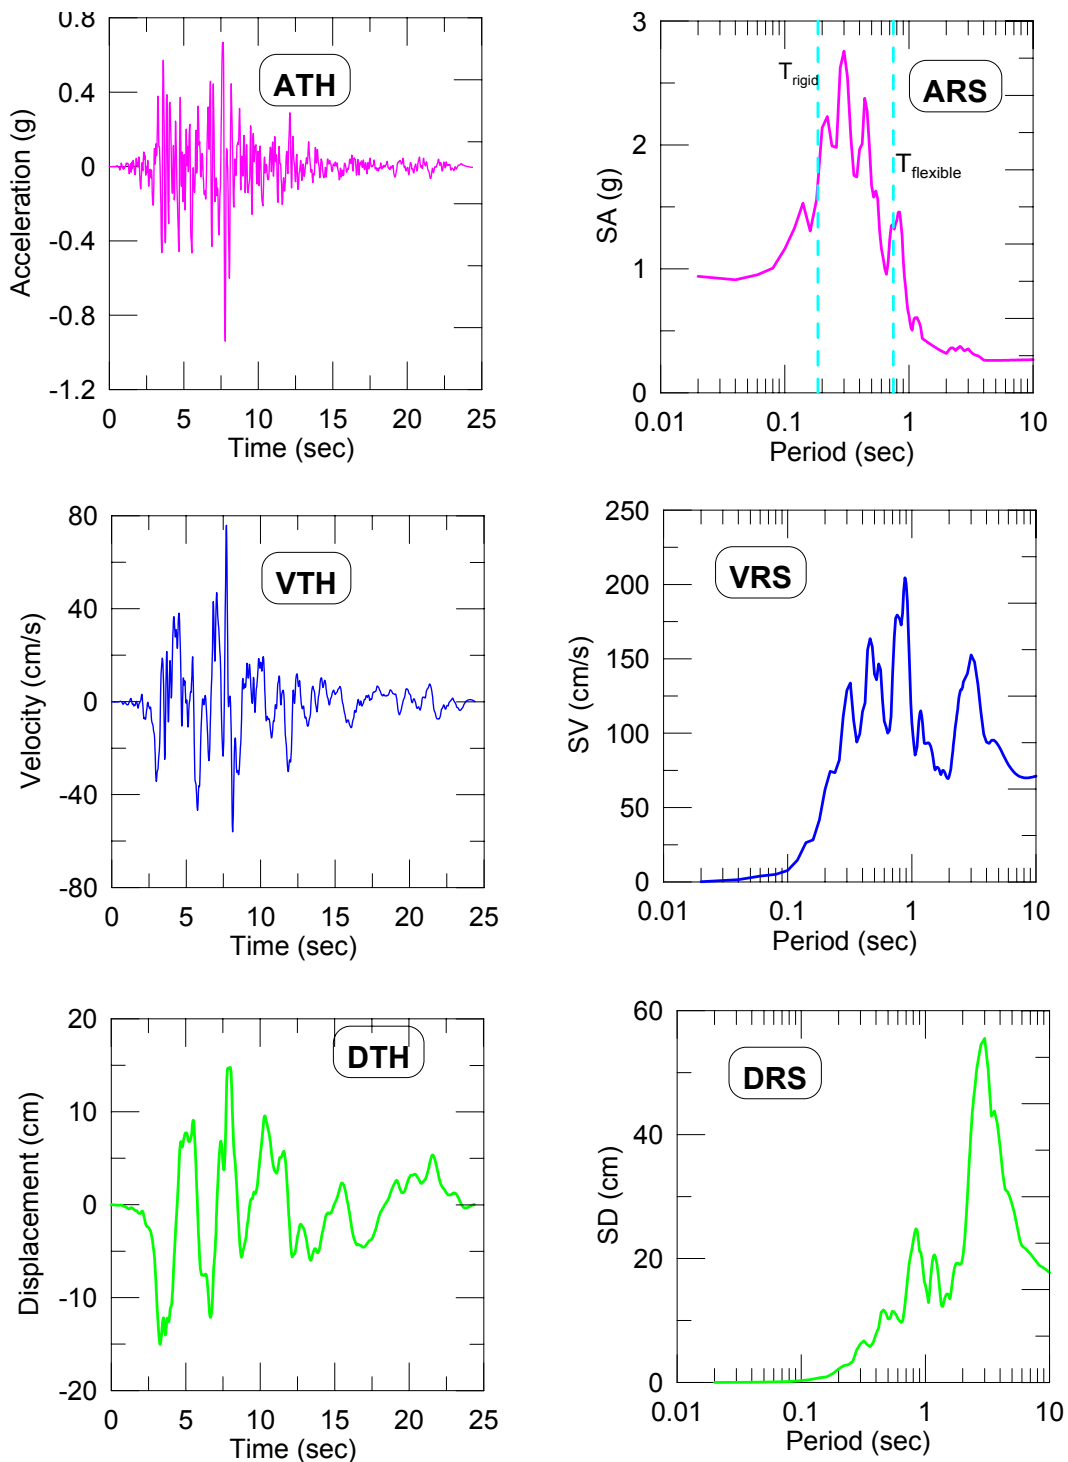 0.8
0.4
0
-0.4
-0.8
-1.2
Acceleration (g)
ATH
0 5 10 15 20 25
Time (sec)
3
2
1
0
SA (g)
T rigid
ARS
T flexible
0.01 0.1 1 10
Period (sec)
80
40
0
-40
-80
Velocity (cm/s)
VTH
0 5 10 15 20 25
Time (sec)
250
200
150
100
50
0
SV (cm/s)
VRS
0.01 0.1 1 10
Period (sec)
20
10
0
-10
-20
Displacement (cm)
DTH
0 5 10 15 20 25
Time (sec)
60
40
20
0
SD (cm)
DRS
0.01 0.1 1 10
Period (sec)